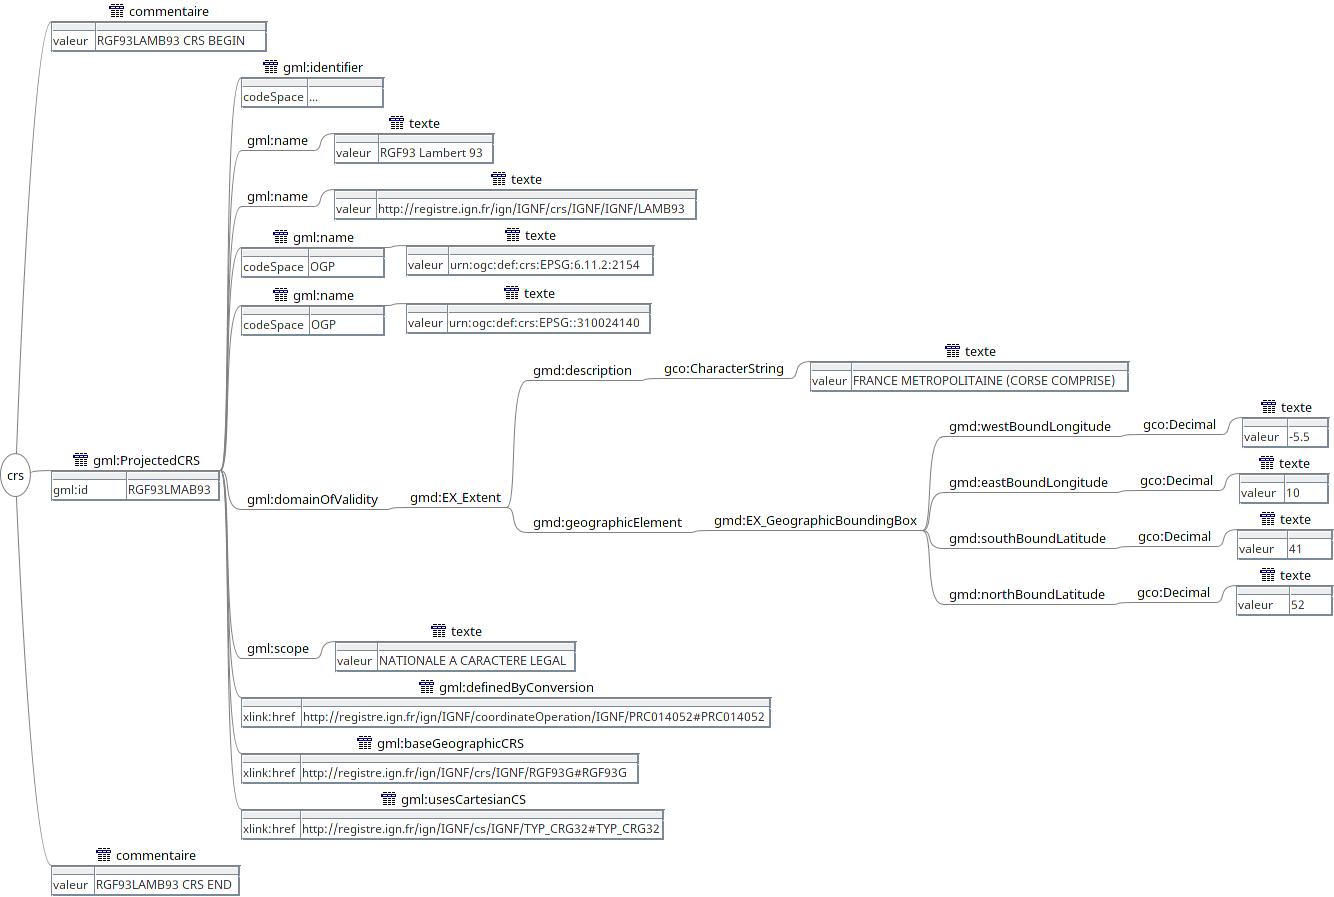 commentaire
valeur RGF93LAMB93 CRS BEGIN
gml:identifier
codeSpace ...
texte
gml:name
valeur RGF93 Lambert 93
texte
gml:name
valeur http://registre.ign.fr/ign/IGNF/crs/IGNF/IGNF/LAMB93
gml:name texte
codeSpace OGP valeur urn:ogc:def:crs:EPSG:6.11.2:2154
gml:name texte
codeSpace OGP valeur urn:ogc:def:crs:EPSG::310024140
texte
gmd:description gco:CharacterString
valeur FRANCE METROPOLITAINE (CORSE COMPRISE)
texte
gmd:westBoundLongitude gco:Decimal
valeur -5.5
crs
gml:ProjectedCRS
gml:id RGF93LMAB93
texte
gmd:eastBoundLongitude gco:Decimal
valeur 10
gml:domainOfValidity gmd:EX_Extent
gmd:geographicElement gmd:EX_GeographicBoundingBox
texte
gmd:southBoundLatitude gco:Decimal
valeur 41
texte
gmd:northBoundLatitude gco:Decimal
valeur 52
texte
gml:scope
valeur NATIONALE A CARACTERE LEGAL
gml:definedByConversion
xlink:href http://registre.ign.fr/ign/IGNF/coordinateOperation/IGNF/PRC014052#PRC014052
gml:baseGeographicCRS
xlink:href http://registre.ign.fr/ign/IGNF/crs/IGNF/RGF93G#RGF93G
gml:usesCartesianCS
xlink:href http://registre.ign.fr/ign/IGNF/cs/IGNF/TYP_CRG32#TYP_CRG32
commentaire
valeur RGF93LAMB93 CRS END